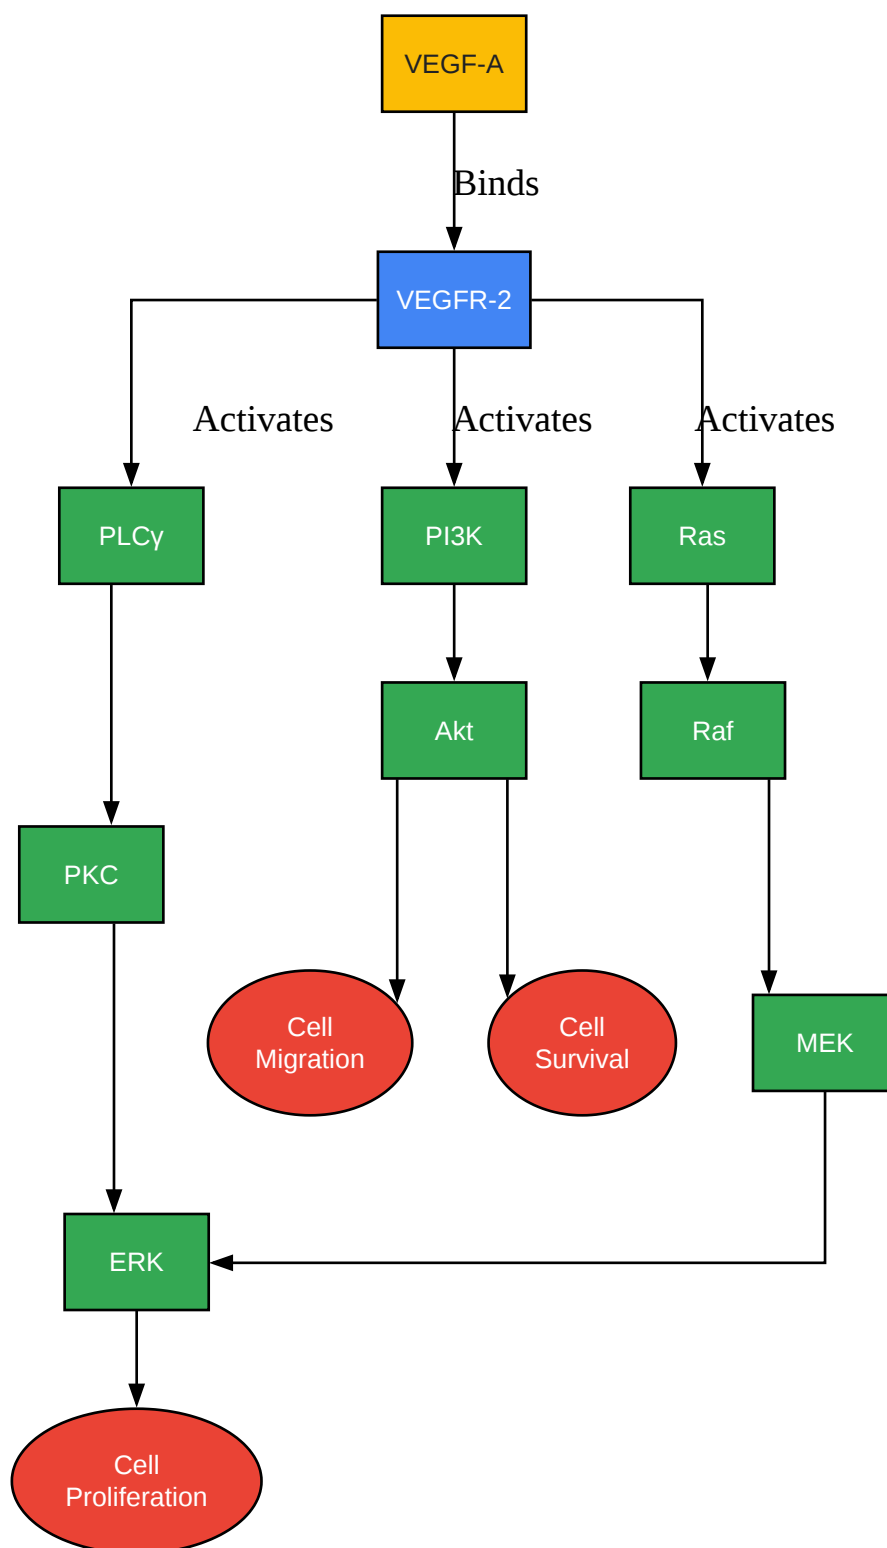 VEGF-A
Binds
VEGFR-2
Activates
Activates
Activates
PLCγ
PI3K
Ras
Akt
Raf
PKC
Cell
Migration
Cell
Survival
MEK
ERK
Cell
Proliferation